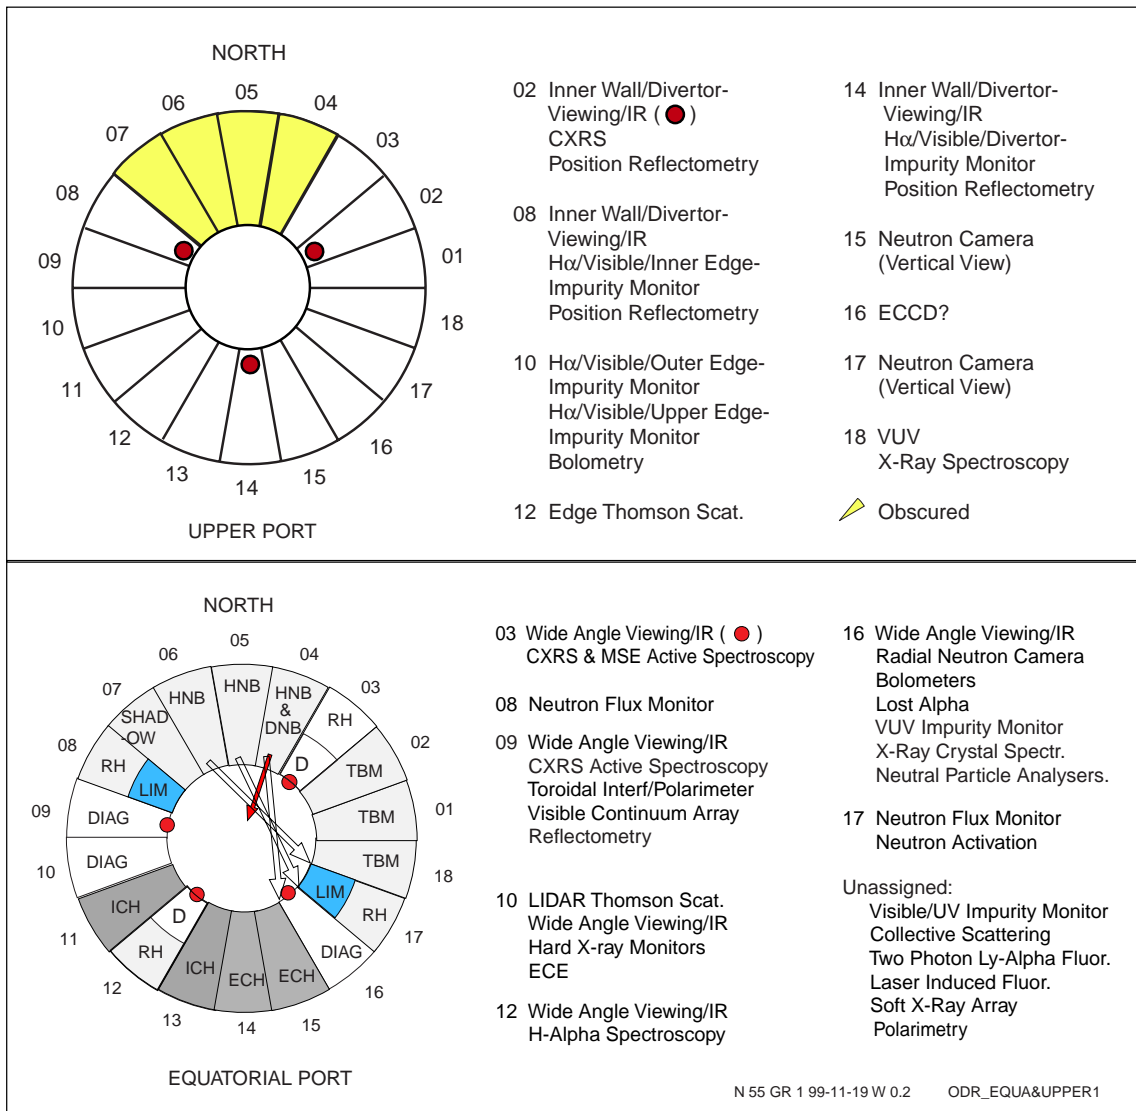 NORTH
05
06
04
07
03
08
02
09
01
10
18
11
17
12
16
13
15
14
UPPER PORT
02 Inner Wall/Divertor-
Viewing/IR ( )
CXRS
Position Reflectometry
08 Inner Wall/Divertor-
Viewing/IR
Hα/Visible/Inner Edge-
Impurity Monitor
Position Reflectometry
10 Hα/Visible/Outer Edge-
Impurity Monitor
Hα/Visible/Upper Edge-
Impurity Monitor
Bolometry
12 Edge Thomson Scat.
14 Inner Wall/Divertor-
Viewing/IR
Hα/Visible/Divertor-
Impurity Monitor
Position Reflectometry
15 Neutron Camera
(Vertical View)
16 ECCD?
17 Neutron Camera
(Vertical View)
18 VUV
X-Ray Spectroscopy
Obscured
NORTH
05
06
04
07
03
08
02
09
01
10
18
11
17
12
16
13
15
14
HNB
HNB
HNB
&
DNB
SHAD
-OW
RH
RH
D
LIM
TBM
DIAG
TBM
DIAG
TBM
LIM
ICH
D
RH
RH
DIAG
ICH
ECH
ECH
EQUATORIAL PORT
03 Wide Angle Viewing/IR ( )
CXRS & MSE Active Spectroscopy
08 Neutron Flux Monitor
09 Wide Angle Viewing/IR
CXRS Active Spectroscopy
Toroidal Interf/Polarimeter
Visible Continuum Array
Reflectometry
10 LIDAR Thomson Scat.
Wide Angle Viewing/IR
Hard X-ray Monitors
ECE
12 Wide Angle Viewing/IR
H-Alpha Spectroscopy
16 Wide Angle Viewing/IR
Radial Neutron Camera
Bolometers
Lost Alpha
VUV Impurity Monitor
X-Ray Crystal Spectr.
Neutral Particle Analysers.
17 Neutron Flux Monitor
Neutron Activation
Unassigned:
Visible/UV Impurity Monitor
Collective Scattering
Two Photon Ly-Alpha Fluor.
Laser Induced Fluor.
Soft X-Ray Array
Polarimetry
N 55 GR 1 99-11-19 W 0.2 ODR_EQUA&UPPER1